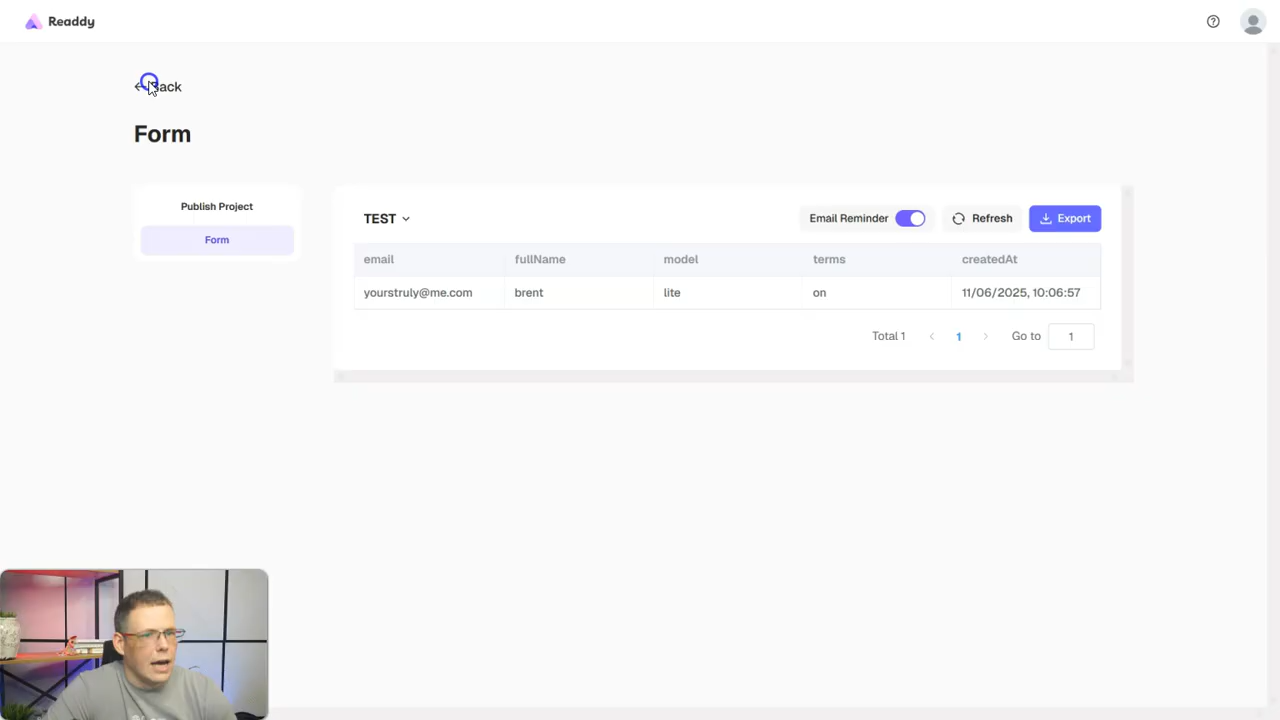 Readdy
Back
Form
Publish Project
Form
TEST
Email Reminder
Refresh
Export
email fullName model terms createdAt
yourstruly@me.com brent lite on 11/06/2025, 10:06:57
Total 1 1 Go to 1